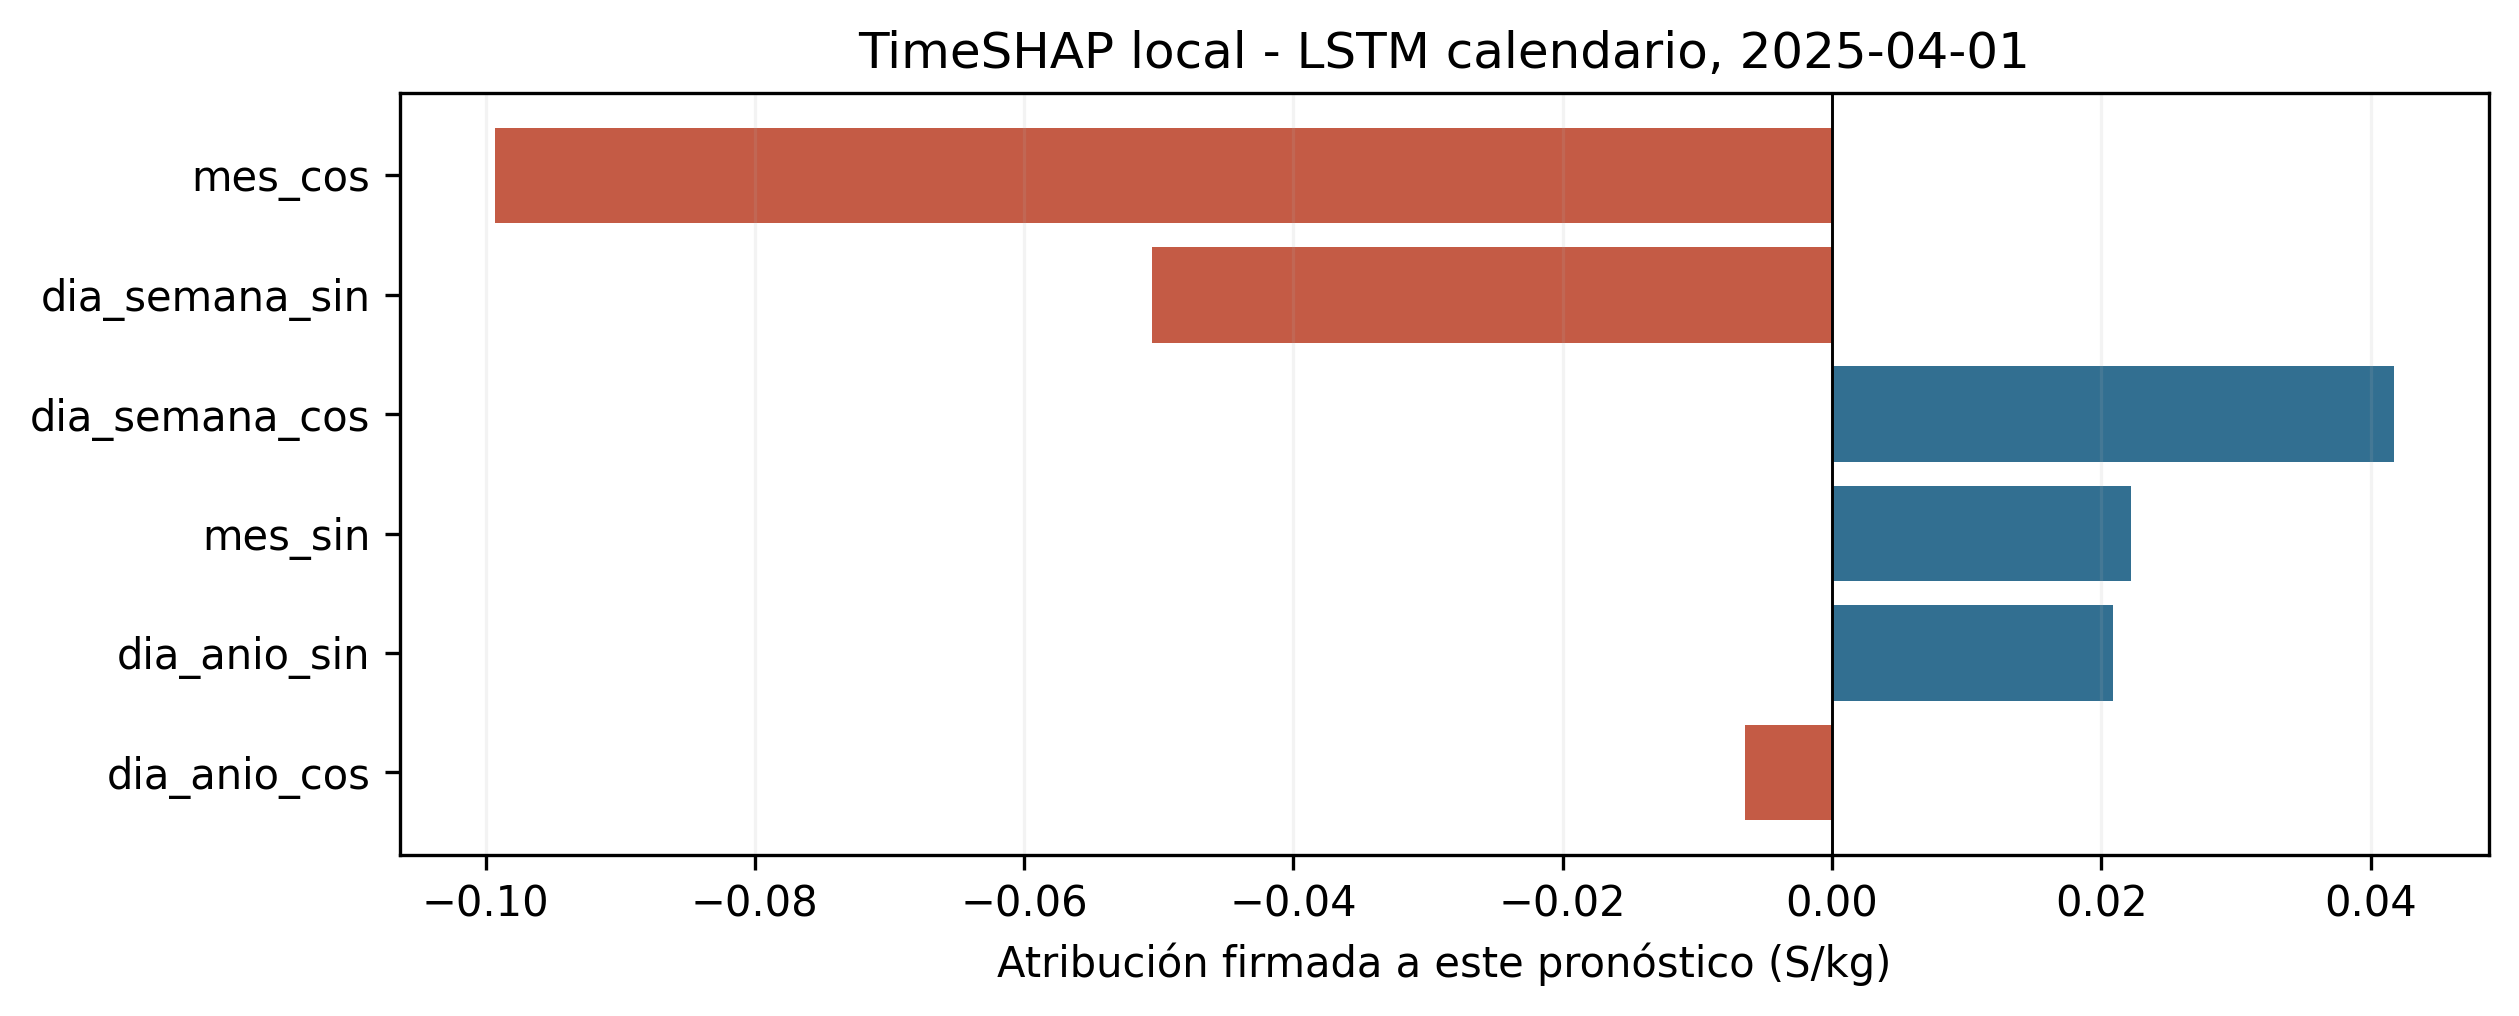 TimeSHAP local - LSTM calendario, 2025-04-01
mes_cos
dia_semana_sin
dia_semana_cos
mes_sin
dia_anio_sin
dia_anio_cos
−0.10 −0.08 −0.06 −0.04 −0.02 0.00 0.02 0.04
Atribución firmada a este pronóstico (S/kg)